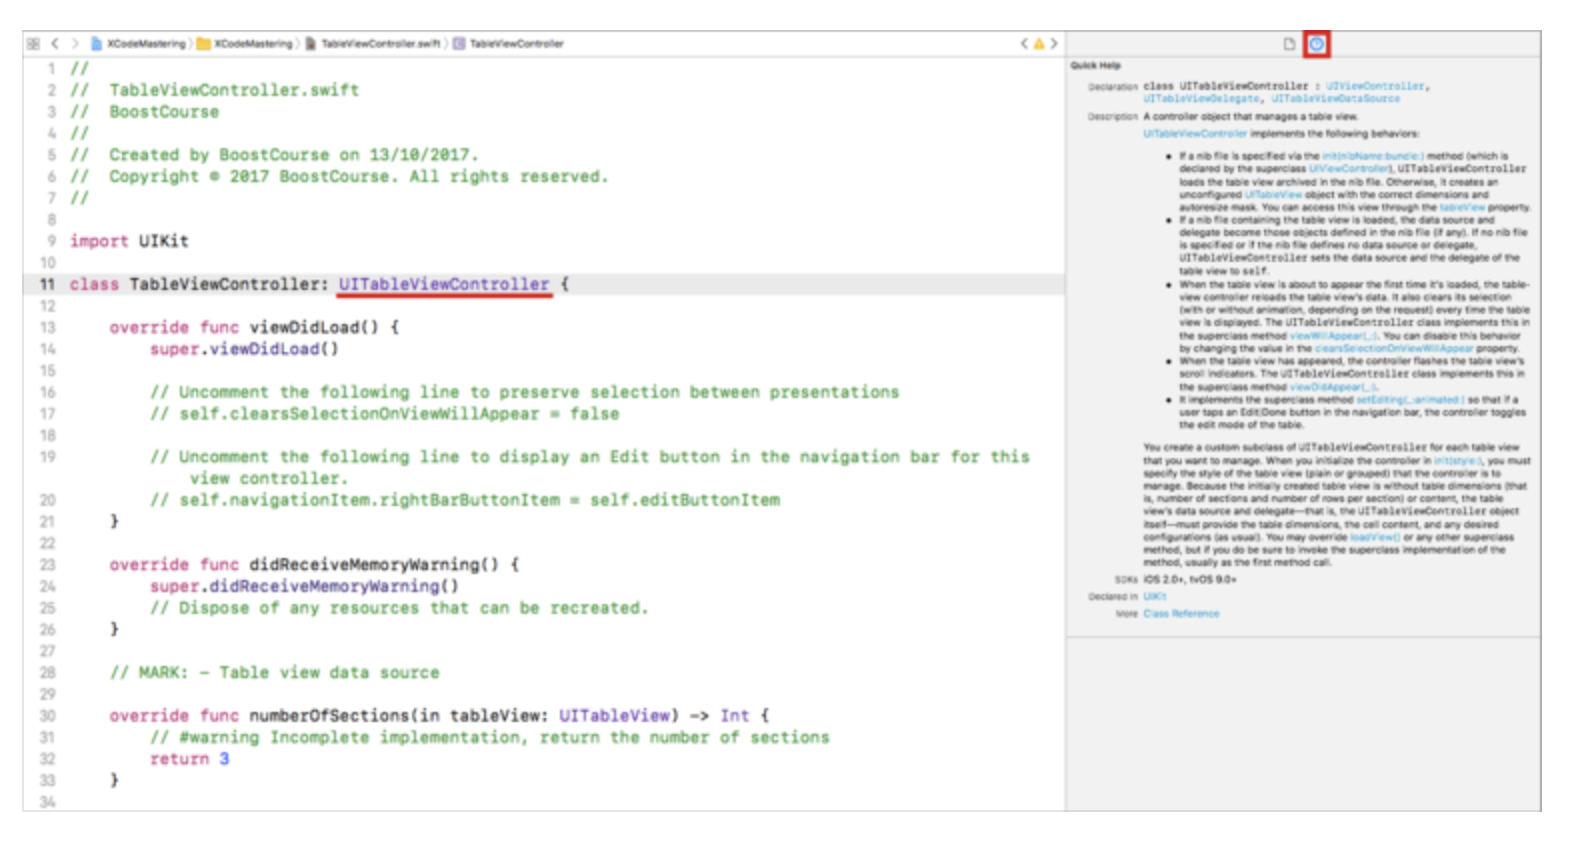 XCodeMastering XCodeMastering TableViewController.swift TableViewController
1 //
2 // TableViewController.swift
3 // BoostCourse
4 //
5 // Created by BoostCourse on 13/10/2017.
6 // Copyright © 2017 BoostCourse. All rights reserved.
7 //
8
9 import UIKit
10
11 class TableViewController: UITableViewController {
12
13 override func viewDidLoad() {
14 super.viewDidLoad()
15
16 // Uncomment the following line to preserve selection between presentations
17 // self.clearsSelectionOnViewWillAppear = false
18
19 // Uncomment the following line to display an Edit button in the navigation bar for this
view controller.
20 // self.navigationItem.rightBarButtonItem = self.editButtonItem
21 }
22
23 override func didReceiveMemoryWarning() {
24 super.didReceiveMemoryWarning()
25 // Dispose of any resources that can be recreated.
26 }
27
28 // MARK: - Table view data source
29
30 override func numberOfSections(in tableView: UITableView) -> Int {
31 // #warning Incomplete implementation, return the number of sections
32 return 3
33 }
34
Quick Help
Declaration class UITableViewController : UIViewController,
UITableViewDelegate, UITableViewDataSource
Description A controller object that manages a table view.
UITableViewController implements the following behaviors:
• If a nib file is specified via the init(nibName:bundle:) method (which is
declared by the superclass UIViewController), UITableViewController
loads the table view archived in the nib file. Otherwise, it creates an
unconfigured UITableView object with the correct dimensions and
autoresize mask. You can access this view through the tableView property.
• If a nib file containing the table view is loaded, the data source and
delegate become those objects defined in the nib file (if any). If no nib file
is specified or if the nib file defines no data source or delegate,
UITableViewController sets the data source and the delegate of the
table view to self.
• When the table view is about to appear the first time it's loaded, the table-
view controller reloads the table view's data. It also clears its selection
(with or without animation, depending on the request) every time the table
view is displayed. The UITableViewController class implements this in
the superclass method viewWillAppear(_:). You can disable this behavior
by changing the value in the clearsSelectionOnViewWillAppear property.
• When the table view has appeared, the controller flashes the table view's
scroll indicators. The UITableViewController class implements this in
the superclass method viewDidAppear(_:).
• It implements the superclass method setEditing(_:animated:) so that if a
user taps an Edit|Done button in the navigation bar, the controller toggles
the edit mode of the table.
You create a custom subclass of UITableViewController for each table view
that you want to manage. When you initialize the controller in init(style:), you must
specify the style of the table view (plain or grouped) that the controller is to
manage. Because the initially created table view is without table dimensions (that
is, number of sections and number of rows per section) or content, the table
view's data source and delegate—that is, the UITableViewController object
itself—must provide the table dimensions, the cell content, and any desired
configurations (as usual). You may override loadView() or any other superclass
method, but if you do be sure to invoke the superclass implementation of the
method, usually as the first method call.
SDKs iOS 2.0+, tvOS 9.0+
Declared in UIKit
More Class Reference